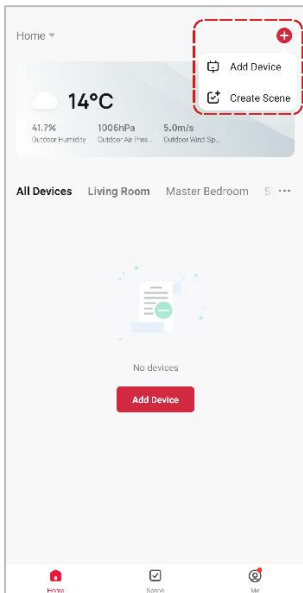 Home
Add Device
14°C
Create Scene
41.7% 1006hPa 5.0m/s
Outdoor Humidity Outdoor Air Pres... Outdoor Wind Sp...
All Devices Living Room Master Bedroom S ...
No devices
Add Device
Home Scene Me